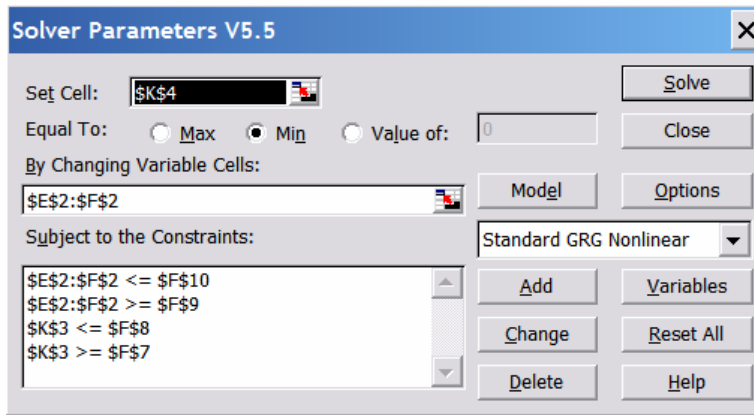 Solver Parameters V5.5
Set Cell: $K$4 Solve
Equal To: Max Min Value of: 0 Close
By Changing Variable Cells:
$E$2:$F$2 Model Options
Subject to the Constraints: Standard GRG Nonlinear
$E$2:$F$2 <= $F$10 Add Variables
$E$2:$F$2 >= $F$9
$K$3 <= $F$8 Change Reset All
$K$3 >= $F$7
Delete Help